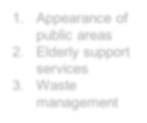 1. Appearance of
public areas
2. Elderly support
services
3. Waste
management